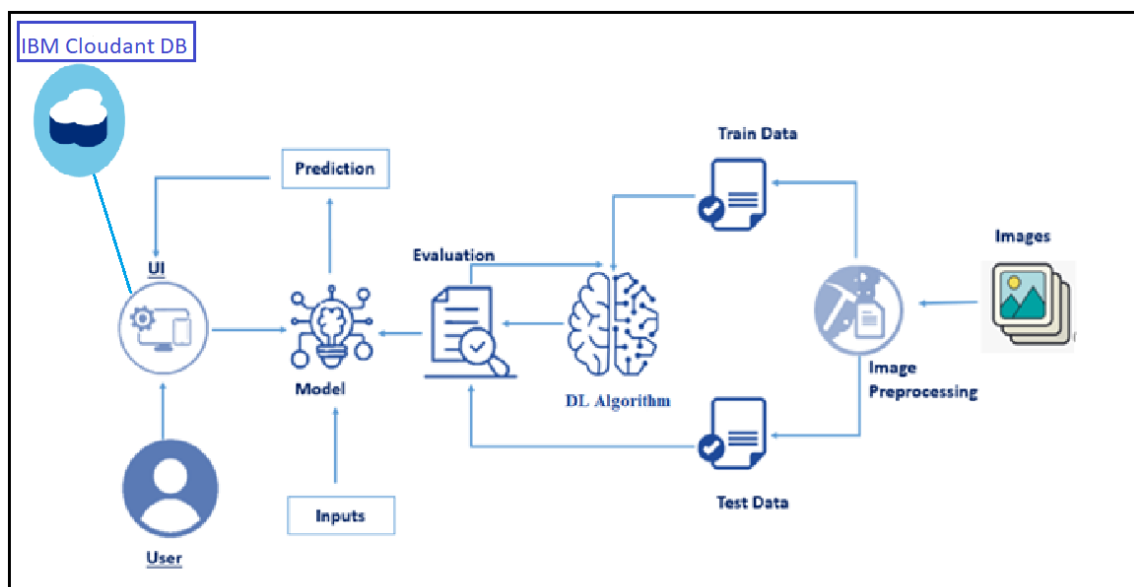 IBM Cloudant DB
Train Data
Prediction
Images
Evaluation
UI
Image
Preprocessing
Model
DL Algorithm
Test Data
Inputs
User